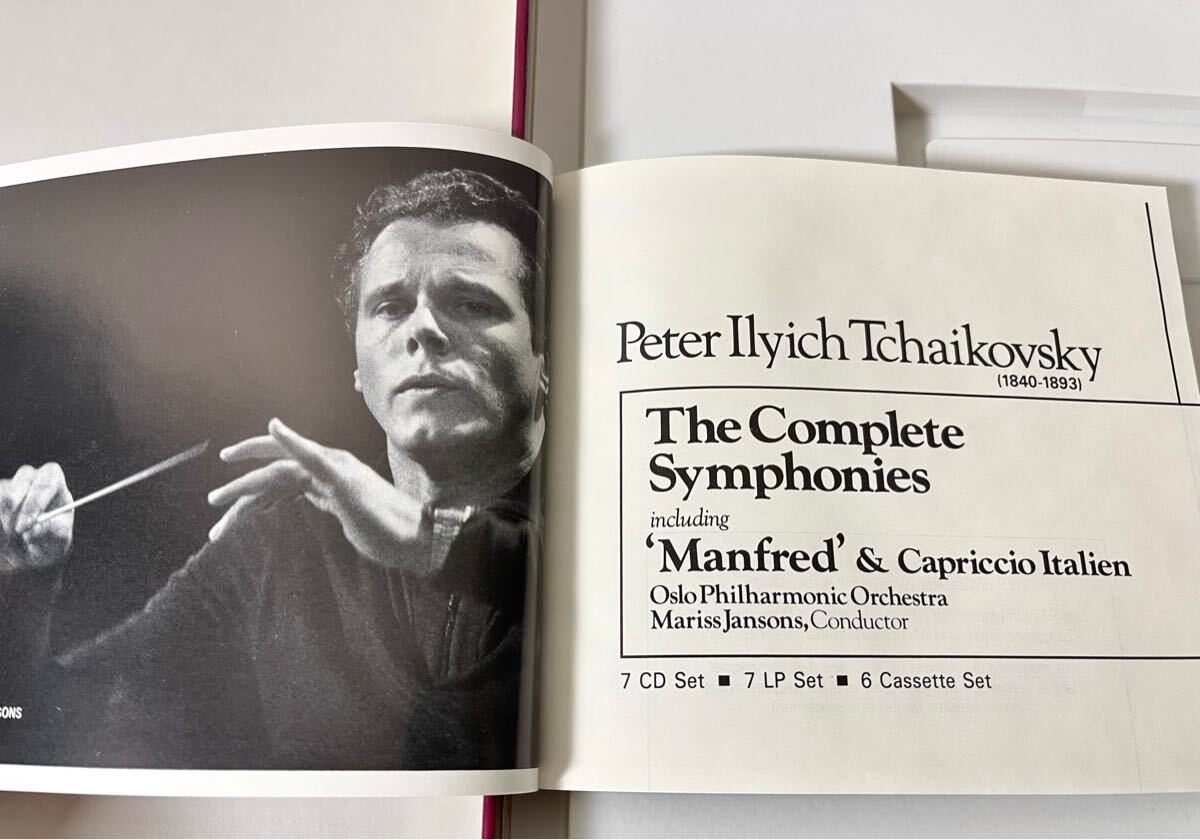 SONS
Peter Ilyich Tchaikovsky
(1840-1893)
The Complete
Symphonies
including
‘Manfred’ & Capriccio Italien
Oslo Philharmonic Orchestra
Mariss Jansons, Conductor
7 CD Set ■ 7 LP Set ■ 6 Cassette Set